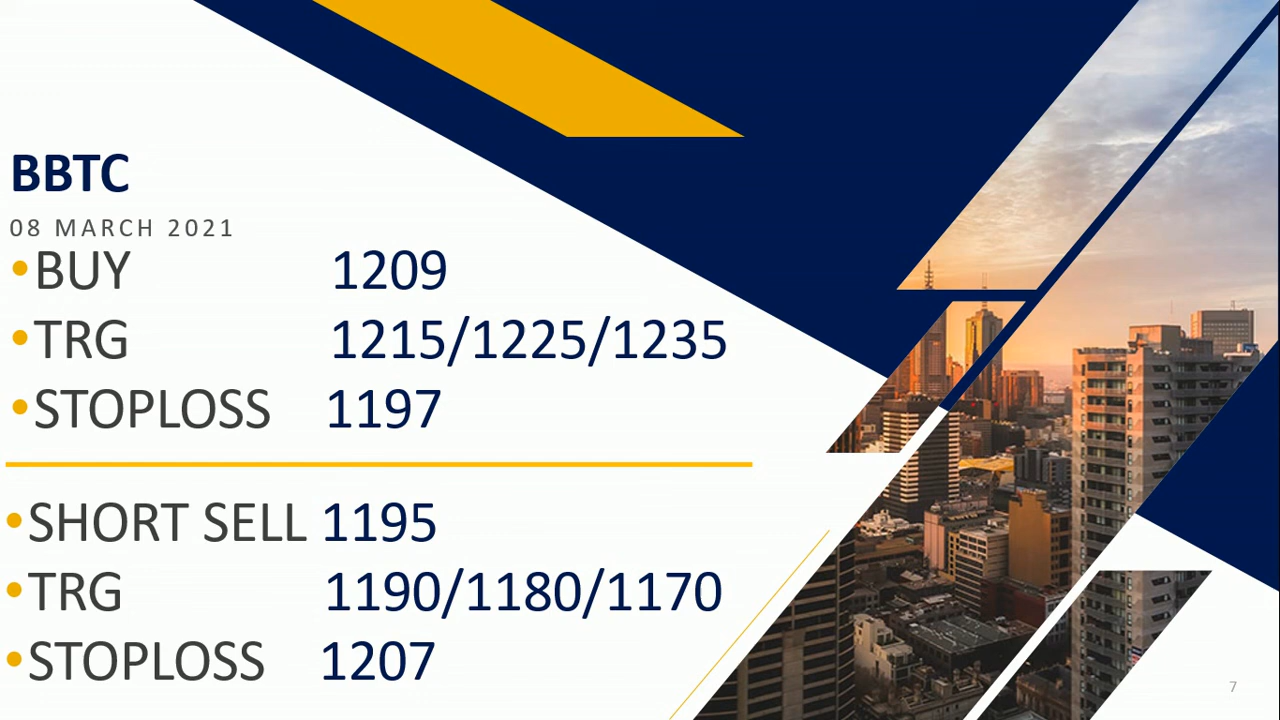 BBTC
08 MARCH 2021
•BUY 1209
•TRG 1215/1225/1235
•STOPLOSS 1197
•SHORT SELL 1195
•TRG 1190/1180/1170
•STOPLOSS 1207
7